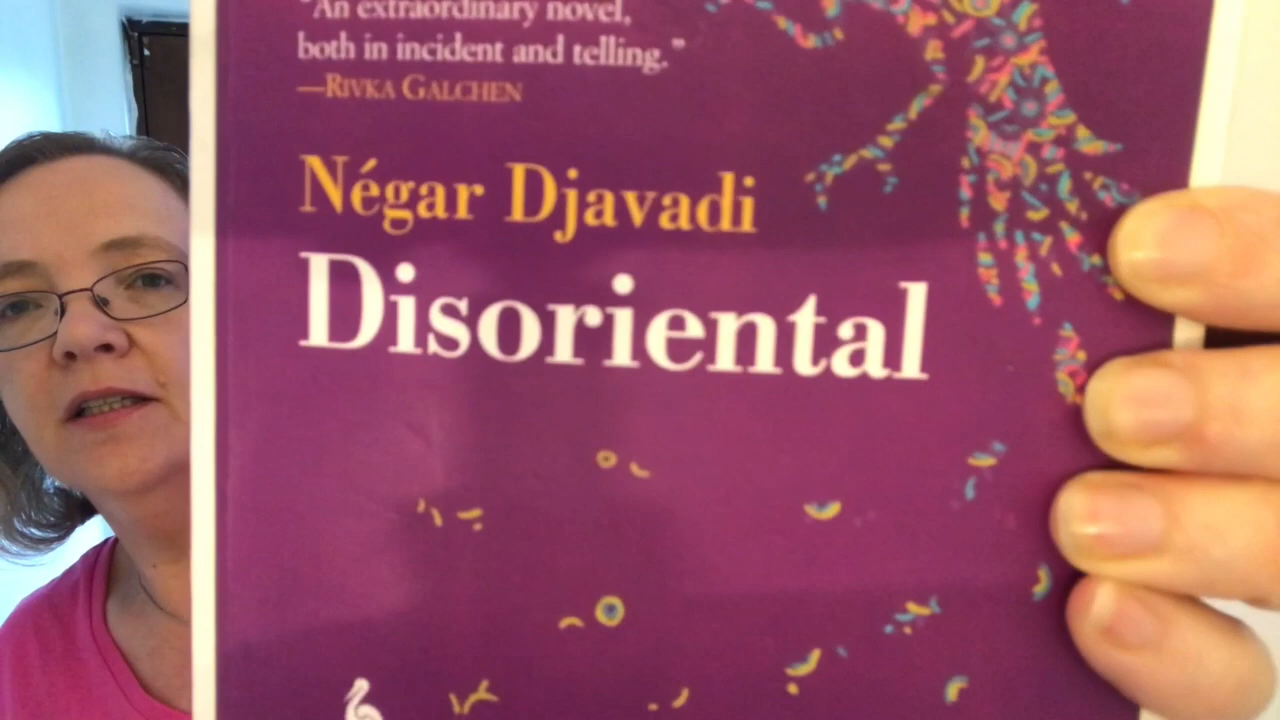 "An extraordinary novel,
both in incident and telling."
—RIVKA GALCHEN
Négar Djavadi
Disoriental